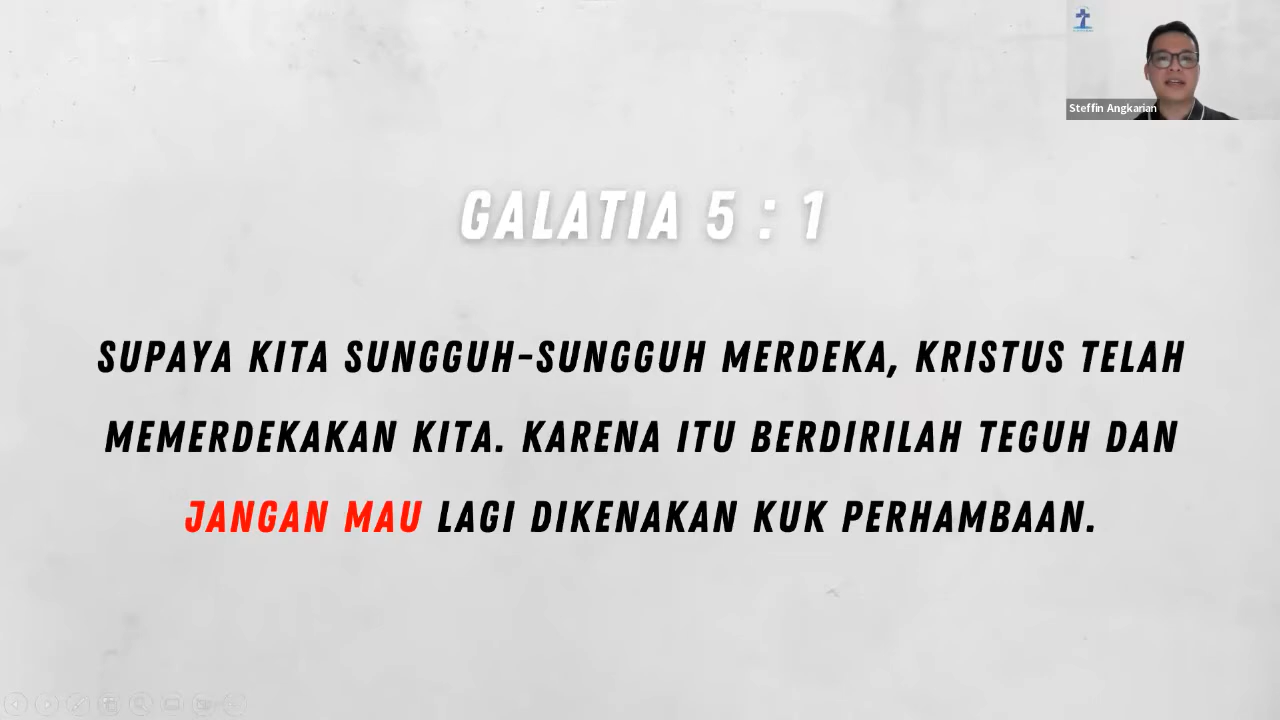 Steffin Angkarian
GALATIA 5 : 1
SUPAYA KITA SUNGGUH-SUNGGUH MERDEKA, KRISTUS TELAH
MEMERDEKAKAN KITA. KARENA ITU BERDIRILAH TEGUH DAN
JANGAN MAU LAGI DIKENAKAN KUK PERHAMBAAN.